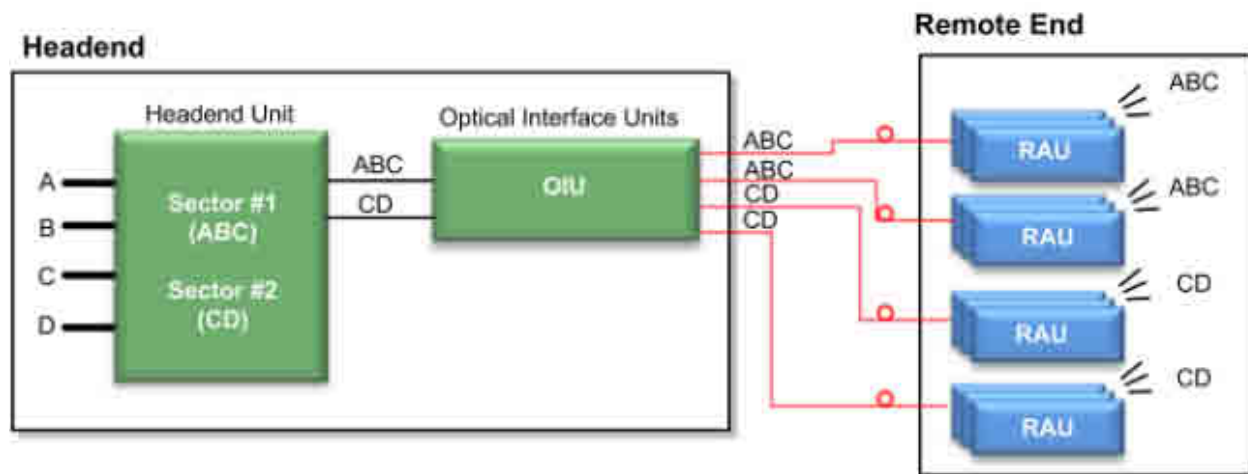 Headend
Remote End
Headend Unit
Optical Interface Units
A
B
C
D
Sector #1
(ABC)
Sector #2
(CD)
ABC
CD
OIU
ABC
ABC
CD
CD
RAU
ABC
RAU
ABC
RAU
CD
RAU
CD